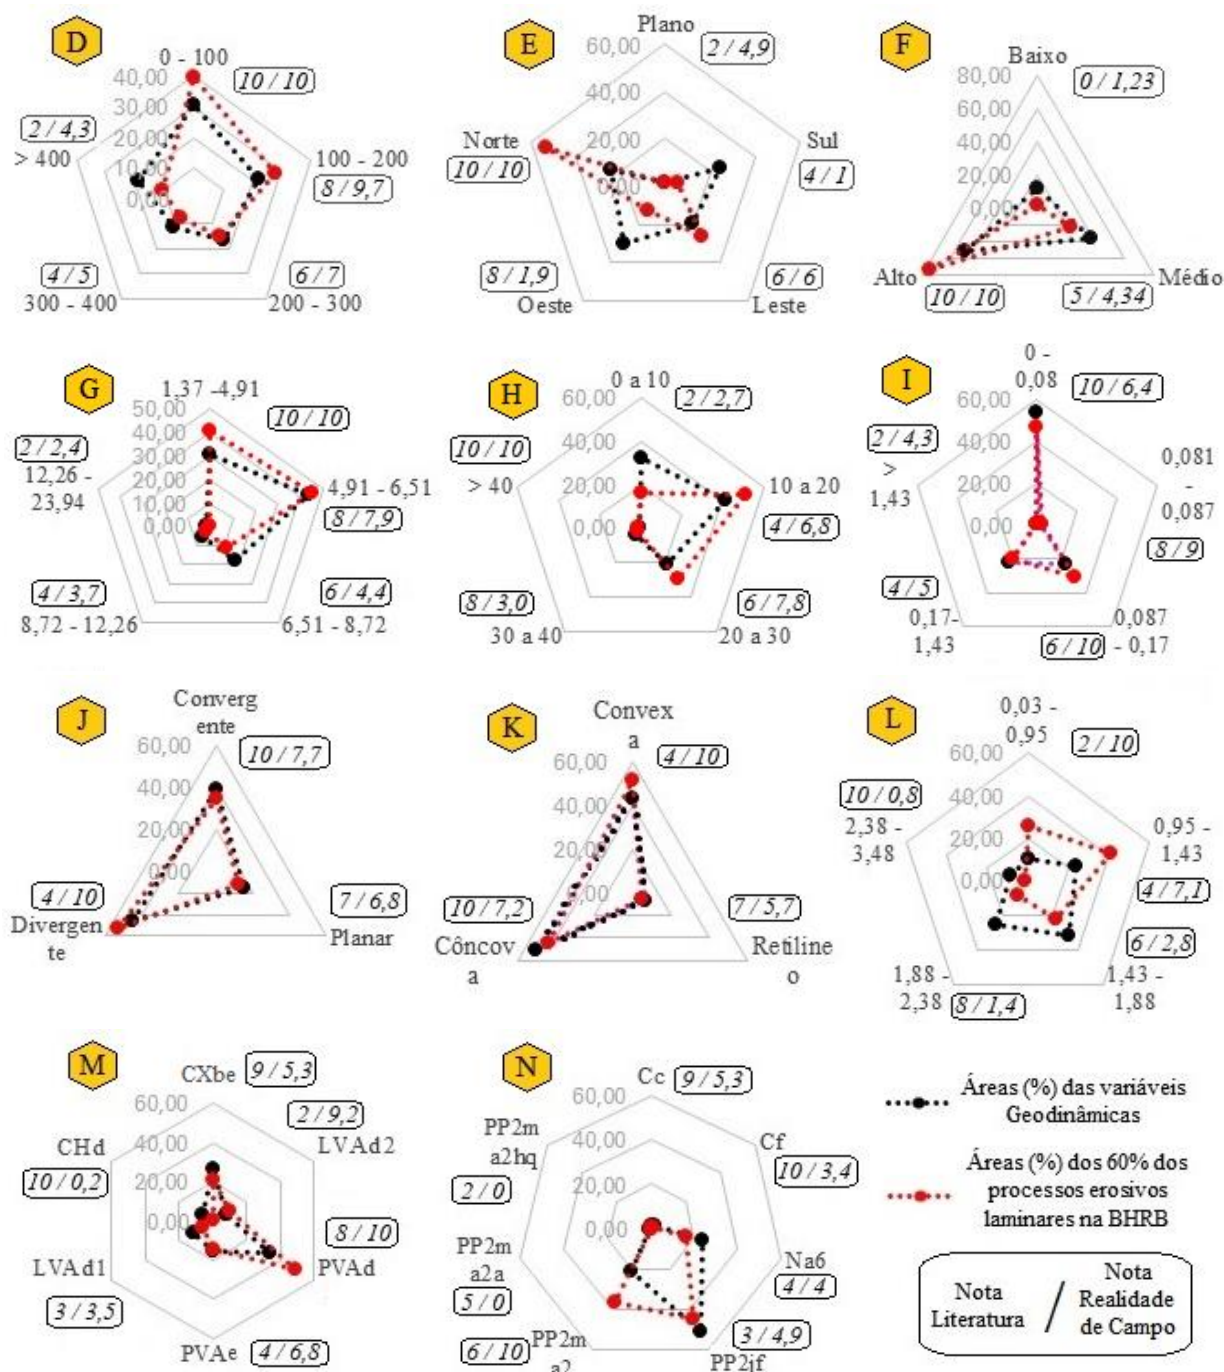 D
0 - 100
10 / 10
40,00
30,00
20,00
10,00
0,00
2 / 4,3
> 400
100 - 200
8 / 9,7
4 / 5
300 - 400
6 / 7
200 - 300
E
Plano
60,00
2 / 4,9
40,00
20,00
0,00
Norte
10 / 10
Sul
4 / 1
8 / 1,9
Oeste
6 / 6
Leste
F
Baixo
80,00
0 / 1,23
60,00
40,00
20,00
0,00
Alto
10 / 10
Médio
5 / 4,34
G
1,37 -4,91
50,00
10 / 10
40,00
30,00
20,00
10,00
0,00
2 / 2,4
12,26 -
23,94
4,91 - 6,51
8 / 7,9
4 / 3,7
8,72 - 12,26
6 / 4,4
6,51 - 8,72
H
0 a 10
60,00
2 / 2,7
40,00
20,00
0,00
10 / 10
> 40
10 a 20
4 / 6,8
8 / 3,0
30 a 40
6 / 7,8
20 a 30
I
0 -
0,08
10 / 6,4
60,00
40,00
20,00
0,00
2 / 4,3
>
1,43
0,081
-
0,087
8 / 9
4 / 5
0,17-
1,43
0,087
6 / 10
- 0,17
J
Converg
ente
60,00
10 / 7,7
40,00
20,00
0,00
4 / 10
Divergen
te
7 / 6,8
Planar
K
Convex
a
60,00
4 / 10
40,00
20,00
,00
10 / 7,2
Côncov
a
7 / 5,7
Retiline
o
L
0,03 -
0,95
60,00
2 / 10
40,00
20,00
0,00
10 / 0,8
2,38 -
3,48
0,95 -
1,43
4 / 7,1
6 / 2,8
1,43 -
1,88
1,88 -
2,38
8 / 1,4
M
CXbe
9 / 5,3
60,00
40,00
20,00
0,00
2 / 9,2
LVAd2
CHd
10 / 0,2
8 / 10
PVAd
LVAd1
3 / 3,5
PVAe
4 / 6,8
N
Cc
9 / 5,3
60,00
40,00
20,00
0,00
PP2m
a2hq
2 / 0
Cf
10 / 3,4
PP2m
a2a
5 / 0
Na6
4 / 4
6 / 10
PP2m
a2
3 / 4,9
PP2jf
Áreas (%) das variáveis
Geodinâmicas
Áreas (%) dos 60% dos
processos erosivos
laminares na BHRB
Nota
Literatura
/
Nota
Realidade
de Campo